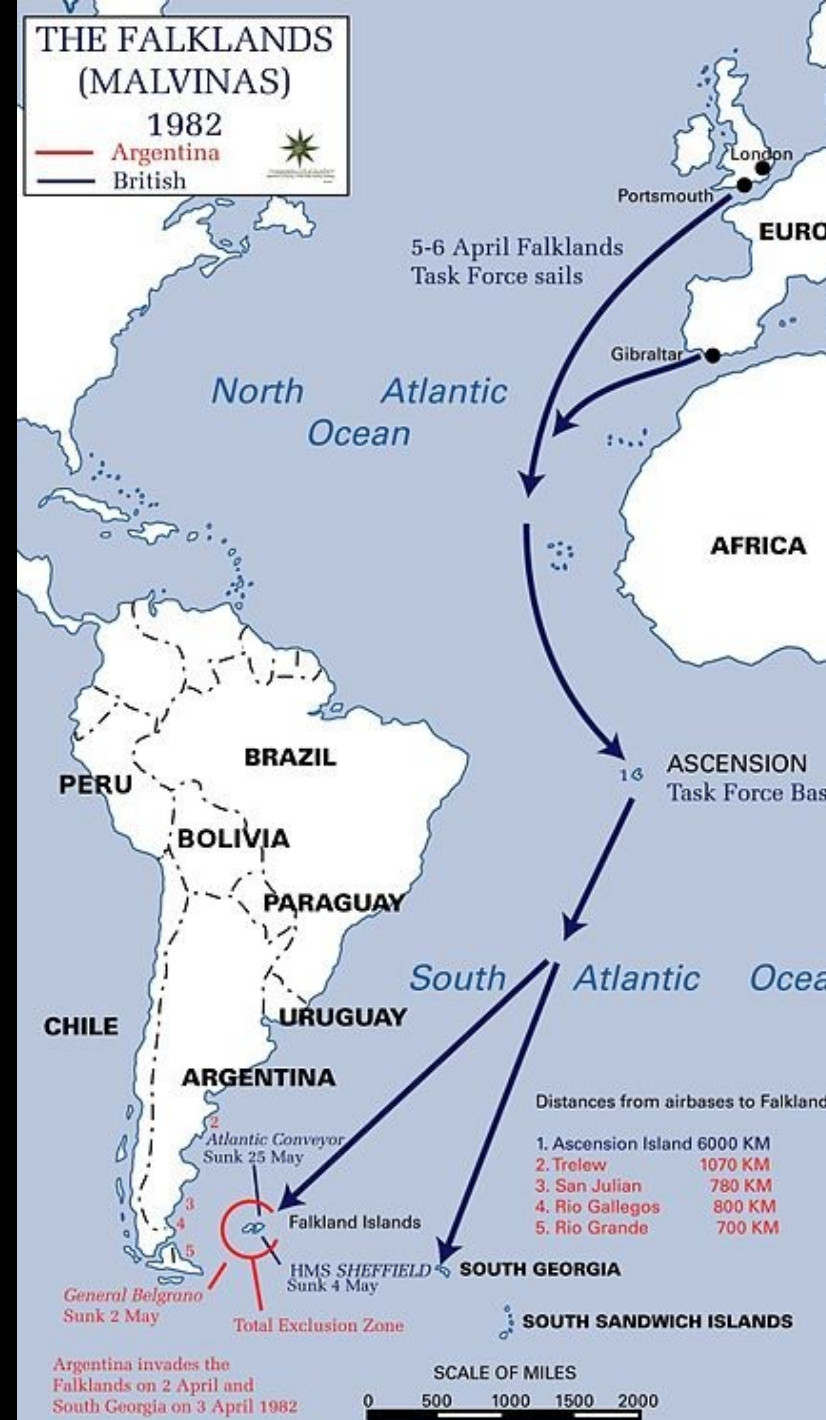 THE FALKLANDS
(MALVINAS)
1982
Argentina
British
London
Portsmouth
EURO
5-6 April Falklands
Task Force sails
Gibraltar
North Atlantic
Ocean
AFRICA
BRAZIL
PERU
1
ASCENSION
Task Force Bas
BOLIVIA
PARAGUAY
South Atlantic Ocea
CHILE
URUGUAY
ARGENTINA
Distances from airbases to Falkland
1. Ascension Island 6000 KM
2. Trelew 1070 KM
3. San Julian 780 KM
4. Rio Gallegos 800 KM
5. Rio Grande 700 KM
2
Atlantic Conveyor
Sunk 25 May
3
4
5
Falkland Islands
HMS SHEFFIELD
Sunk 4 May
SOUTH GEORGIA
General Belgrano
Sunk 2 May
Total Exclusion Zone
SOUTH SANDWICH ISLANDS
Argentina invades the
Falklands on 2 April and
South Georgia on 3 April 1982
SCALE OF MILES
0 500 1000 1500 2000